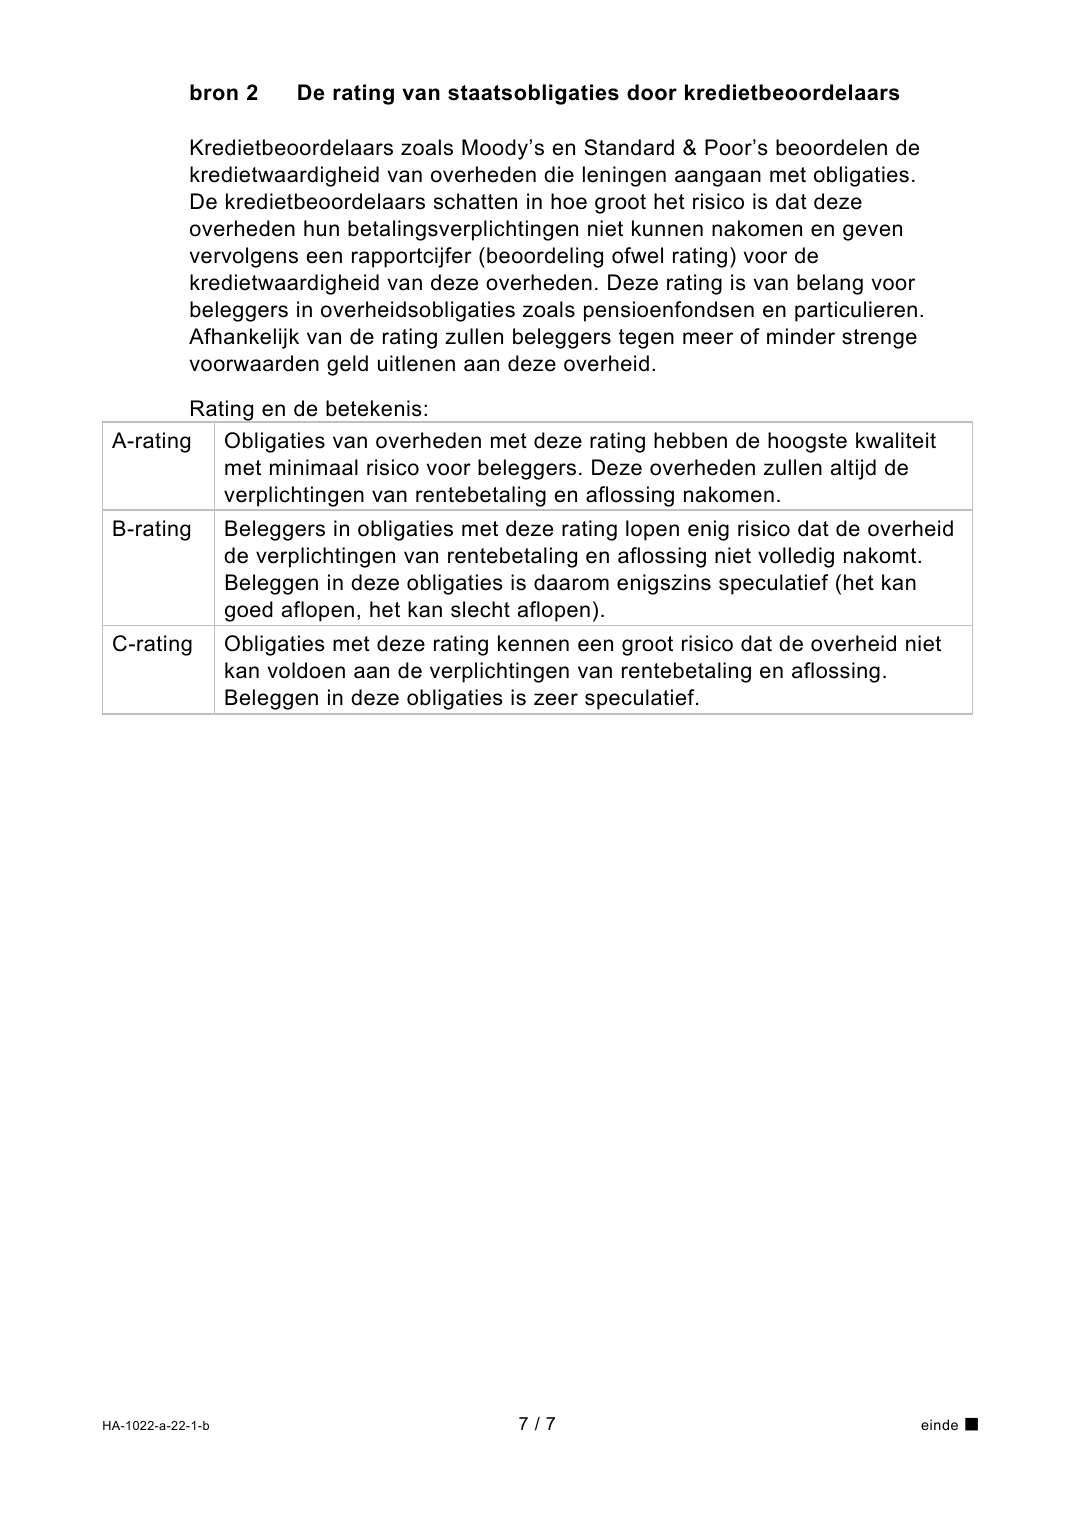 bron 2 De rating van staatsobligaties door kredietbeoordelaars
Kredietbeoordelaars zoals Moody’s en Standard & Poor’s beoordelen de
kredietwaardigheid van overheden die leningen aangaan met obligaties.
De kredietbeoordelaars schatten in hoe groot het risico is dat deze
overheden hun betalingsverplichtingen niet kunnen nakomen en geven
vervolgens een rapportcijfer (beoordeling ofwel rating) voor de
kredietwaardigheid van deze overheden. Deze rating is van belang voor
beleggers in overheidsobligaties zoals pensioenfondsen en particulieren.
Afhankelijk van de rating zullen beleggers tegen meer of minder strenge
voorwaarden geld uitlenen aan deze overheid.
Rating en de betekenis:
A-rating Obligaties van overheden met deze rating hebben de hoogste kwaliteit
met minimaal risico voor beleggers. Deze overheden zullen altijd de
verplichtingen van rentebetaling en aflossing nakomen.
B-rating Beleggers in obligaties met deze rating lopen enig risico dat de overheid
de verplichtingen van rentebetaling en aflossing niet volledig nakomt.
Beleggen in deze obligaties is daarom enigszins speculatief (het kan
goed aflopen, het kan slecht aflopen).
C-rating Obligaties met deze rating kennen een groot risico dat de overheid niet
kan voldoen aan de verplichtingen van rentebetaling en aflossing.
Beleggen in deze obligaties is zeer speculatief.
HA-1022-a-22-1-b 7 / 7 einde ■